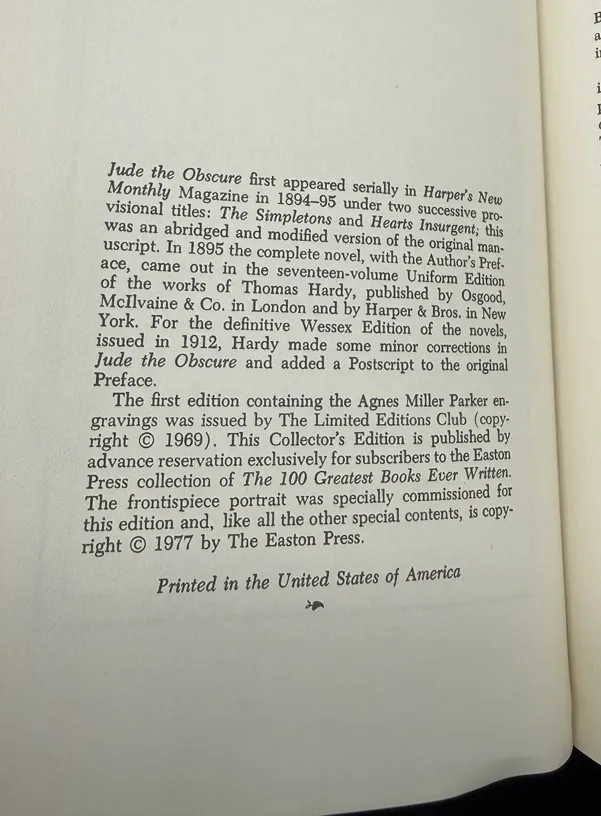 Jude the Obscure first appeared serially in Harper's New
Monthly Magazine in 1894–95 under two successive pro-
visional titles: The Simpletons and Hearts Insurgent; this
was an abridged and modified version of the original man-
uscript. In 1895 the complete novel, with the Author's Pref-
ace, came out in the seventeen-volume Uniform Edition
of the works of Thomas Hardy, published by Osgood,
McIlvaine & Co. in London and by Harper & Bros. in New
York. For the definitive Wessex Edition of the novels,
issued in 1912, Hardy made some minor corrections in
Jude the Obscure and added a Postscript to the original
Preface.
The first edition containing the Agnes Miller Parker en-
gravings was issued by The Limited Editions Club (copy-
right © 1969). This Collector's Edition is published by
advance reservation exclusively for subscribers to the Easton
Press collection of The 100 Greatest Books Ever Written.
The frontispiece portrait was specially commissioned for
this edition and, like all the other special contents, is copy-
right © 1977 by The Easton Press.
Printed in the United States of America